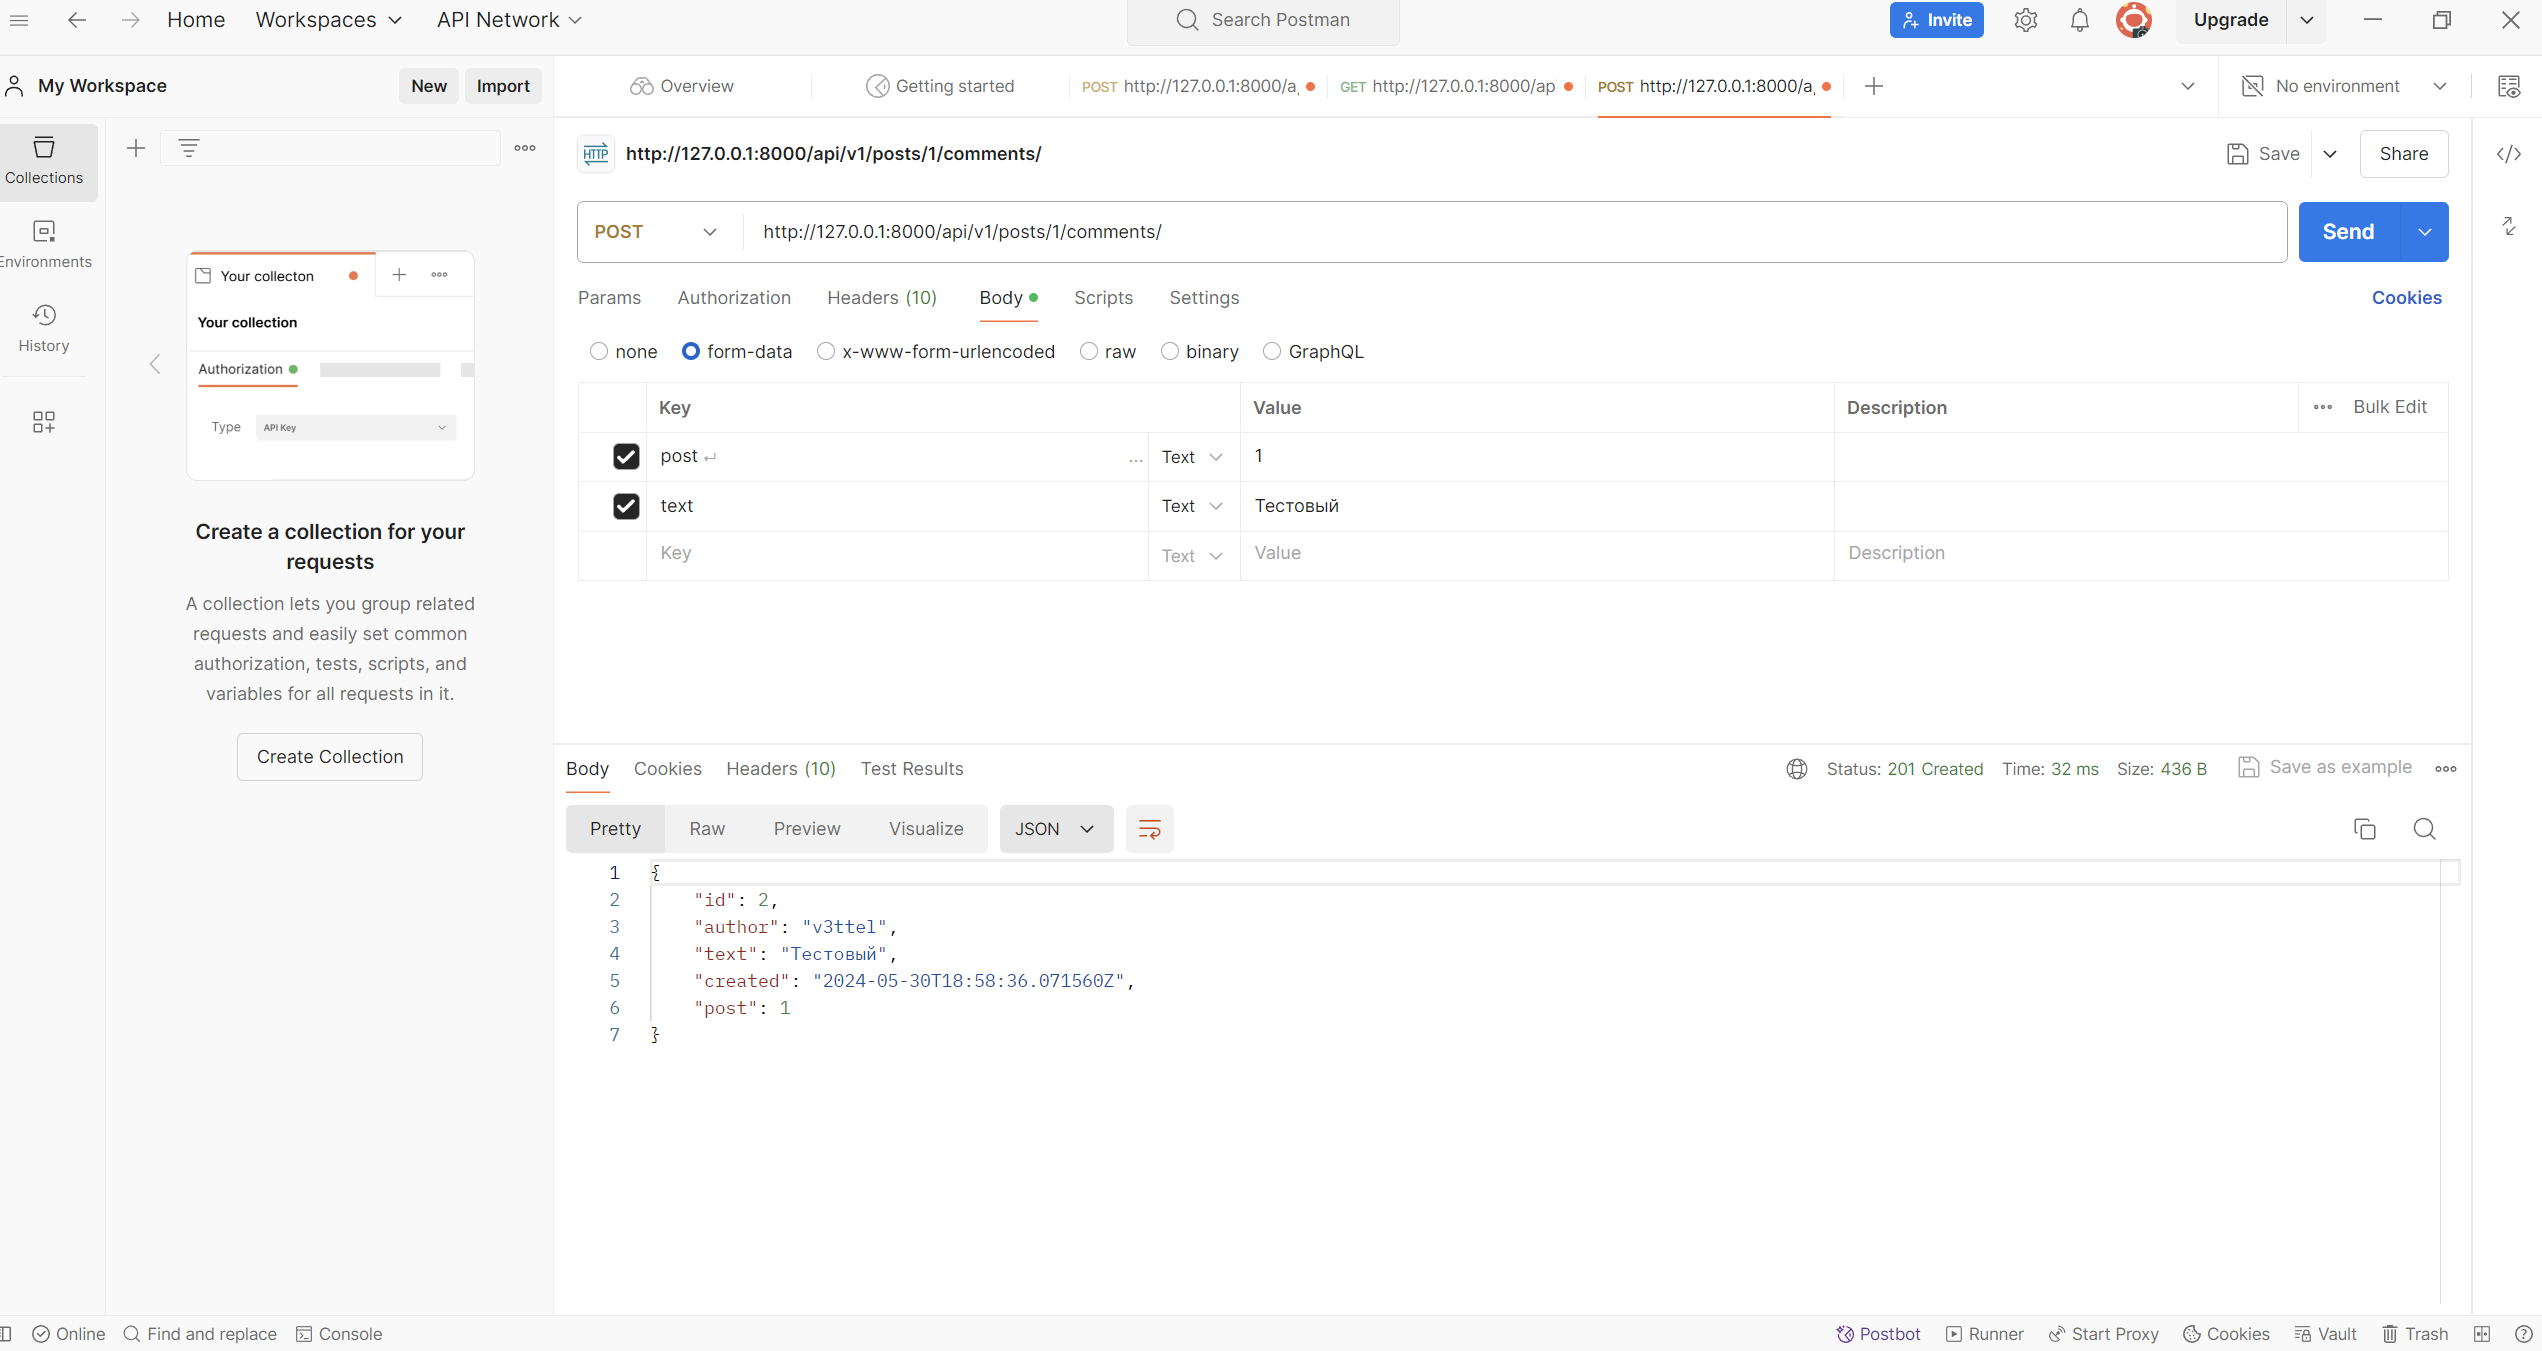 Home Workspaces API Network Search Postman Invite Upgrade
My Workspace New Import
Overview Getting started POST http://127.0.0.1:8000/a GET http://127.0.0.1:8000/ap POST http://127.0.0.1:8000/a No environment
Collections
Environments
History
Your collecton
Your collection
Authorization
Type API Key
Create a collection for your
requests
A collection lets you group related
requests and easily set common
authorization, tests, scripts, and
variables for all requests in it.
Create Collection
HTTP http://127.0.0.1:8000/api/v1/posts/1/comments/ Save Share
POST http://127.0.0.1:8000/api/v1/posts/1/comments/ Send
Params Authorization Headers (10) Body Scripts Settings Cookies
none form-data x-www-form-urlencoded raw binary GraphQL
Key Value Description Bulk Edit
post ↵ ... Text 1
text Text Тестовый
Key Text Value Description
Body Cookies Headers (10) Test Results Status: 201 Created Time: 32 ms Size: 436 B Save as example
Pretty Raw Preview Visualize JSON
1 {
2 "id": 2,
3 "author": "v3ttel",
4 "text": "Тестовый",
5 "created": "2024-05-30T18:58:36.071560Z",
6 "post": 1
7 }
Online Find and replace Console Postbot Runner Start Proxy Cookies Vault Trash